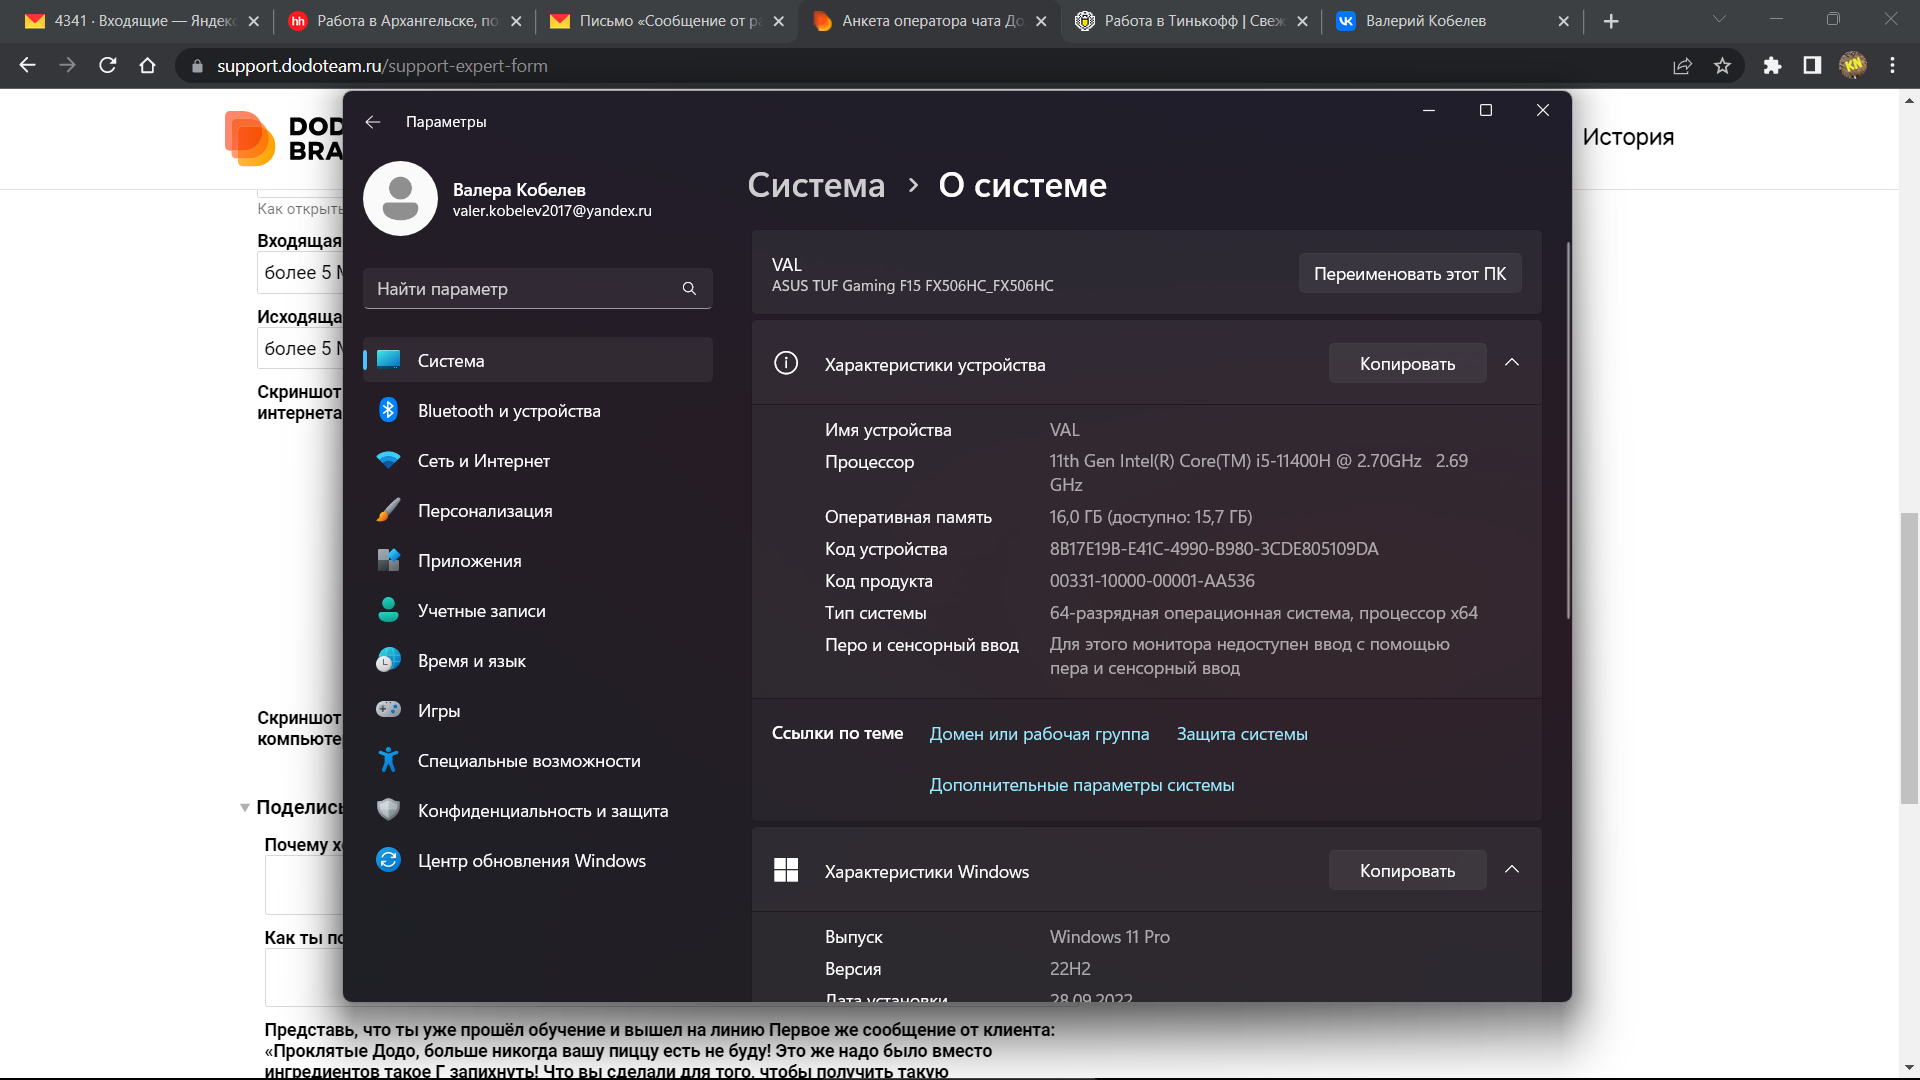 4341 · Входящие — Яндекс
Работа в Архангельске, по
Письмо «Сообщение от ра
Анкета оператора чата До
Работа в Тинькофф | Свеж
Валерий Кобелев
support.dodoteam.ru/support-expert-form
KN
DOD
BRA
История
Как открыть
Входящая
более 5 М
Исходяща
более 5 М
Скриншот
интернета
Скриншот
компьюте
Поделись
Почему х
Как ты по
Параметры
Валера Кобелев
valer.kobelev2017@yandex.ru
Найти параметр
Система
Bluetooth и устройства
Сеть и Интернет
Персонализация
Приложения
Учетные записи
Время и язык
Игры
Специальные возможности
Конфиденциальность и защита
Центр обновления Windows
Система › О системе
VAL
ASUS TUF Gaming F15 FX506HC_FX506HC
Переименовать этот ПК
Характеристики устройства
Копировать
Имя устройства VAL
Процессор 11th Gen Intel(R) Core(TM) i5-11400H @ 2.70GHz 2.69
GHz
Оперативная память 16,0 ГБ (доступно: 15,7 ГБ)
Код устройства 8B17E19B-E41C-4990-B980-3CDE805109DA
Код продукта 00331-10000-00001-AA536
Тип системы 64-разрядная операционная система, процессор x64
Перо и сенсорный ввод Для этого монитора недоступен ввод с помощью
пера и сенсорный ввод
Ссылки по теме Домен или рабочая группа Защита системы
Дополнительные параметры системы
Характеристики Windows
Копировать
Выпуск Windows 11 Pro
Версия 22H2
Дата установки 28.09.2022
Представь, что ты уже прошёл обучение и вышел на линию Первое же сообщение от клиента:
«Проклятые Додо, больше никогда вашу пиццу есть не буду! Это же надо было вместо
ингредиентов такое Г запихнуть! Что вы сделали для того, чтобы получить такую